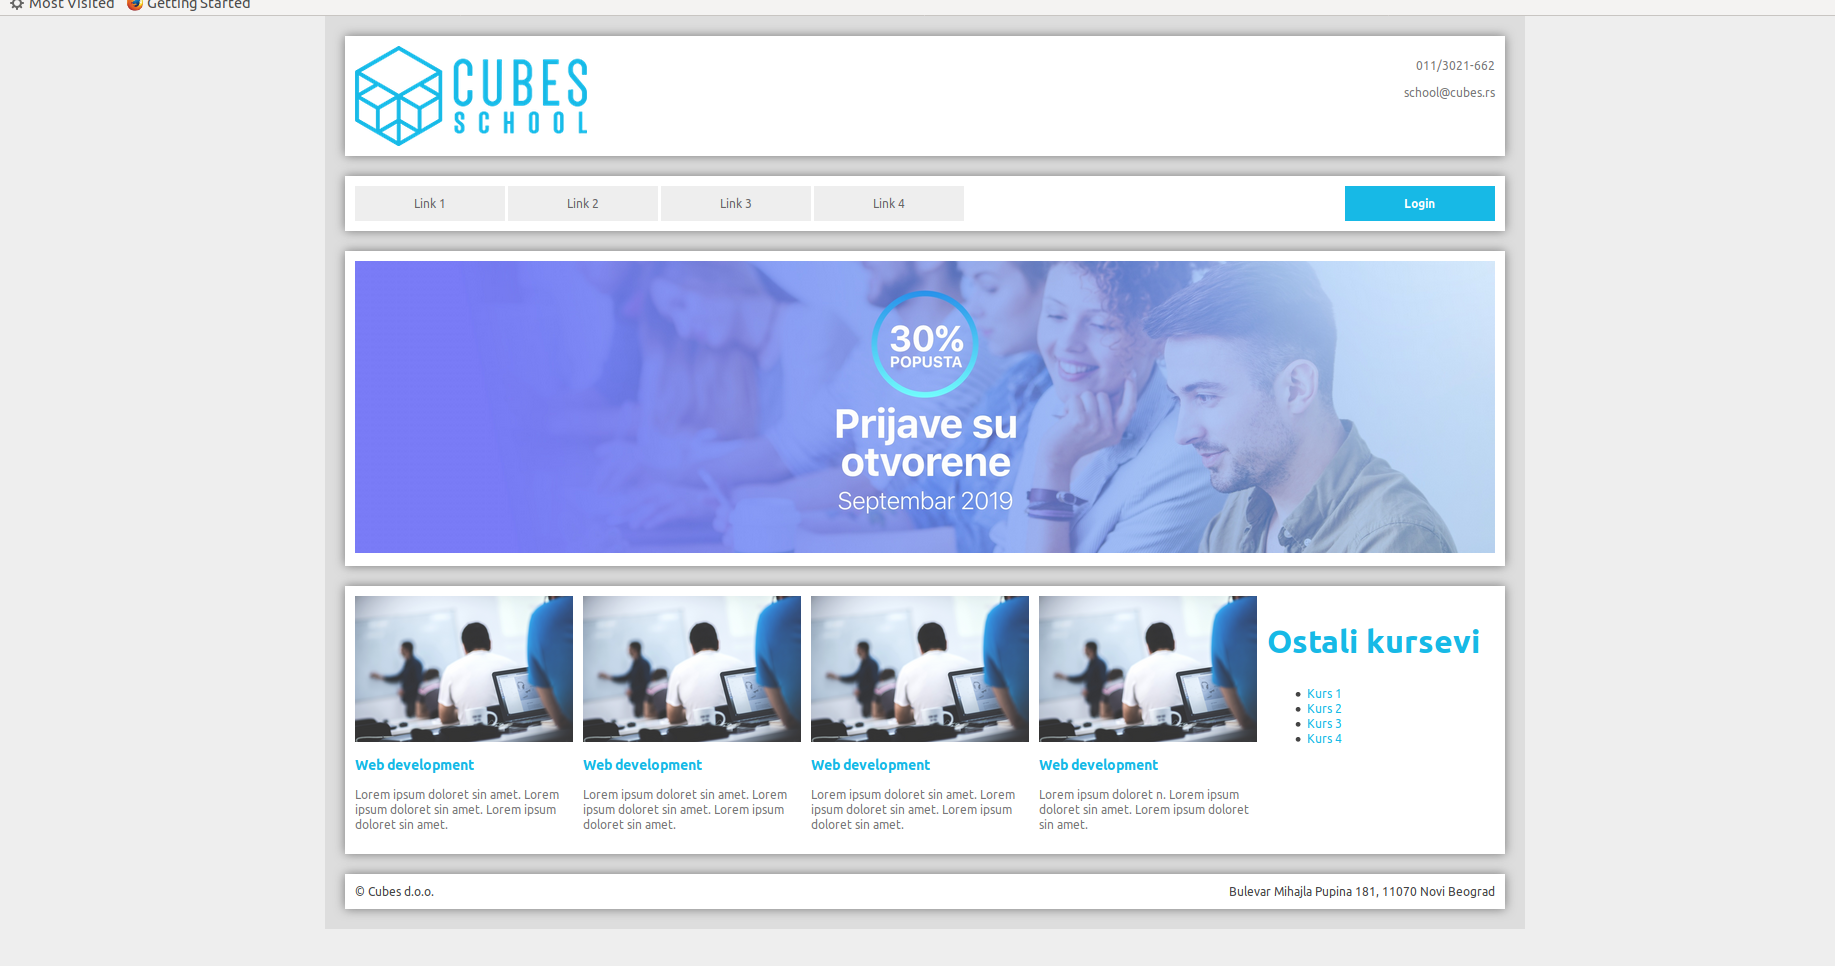 Most Visited Getting Started
CUBES
SCHOOL
011/3021-662
school@cubes.rs
Link 1 Link 2 Link 3 Link 4 Login
30%
POPUSTA
Prijave su
otvorene
Septembar 2019
Web development
Lorem ipsum doloret sin amet. Lorem
ipsum doloret sin amet. Lorem ipsum
doloret sin amet.
Web development
Lorem ipsum doloret sin amet. Lorem
ipsum doloret sin amet. Lorem ipsum
doloret sin amet.
Web development
Lorem ipsum doloret sin amet. Lorem
ipsum doloret sin amet. Lorem ipsum
doloret sin amet.
Web development
Lorem ipsum doloret n. Lorem ipsum
doloret sin amet. Lorem ipsum doloret
sin amet.
Ostali kursevi
Kurs 1
Kurs 2
Kurs 3
Kurs 4
© Cubes d.o.o. Bulevar Mihajla Pupina 181, 11070 Novi Beograd